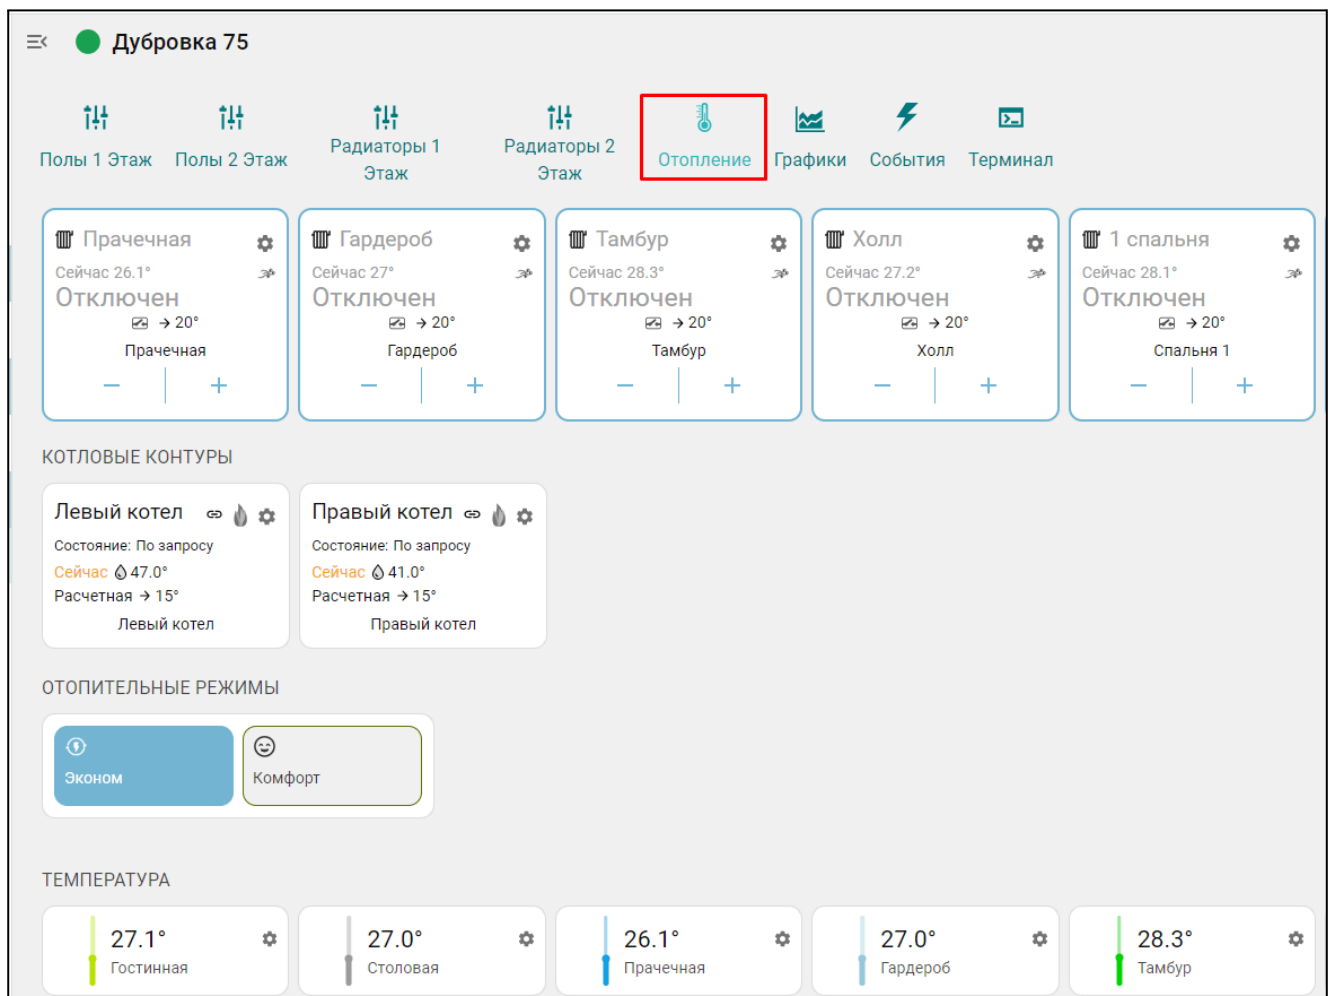 Дубровка 75
Полы 1 Этаж
Полы 2 Этаж
Радиаторы 1
Этаж
Радиаторы 2
Этаж
Отопление
Графики
События
Терминал
Прачечная
Сейчас 26.1°
Отключен
→ 20°
Прачечная
− +
Гардероб
Сейчас 27°
Отключен
→ 20°
Гардероб
− +
Тамбур
Сейчас 28.3°
Отключен
→ 20°
Тамбур
− +
Холл
Сейчас 27.2°
Отключен
→ 20°
Холл
− +
1 спальня
Сейчас 28.1°
Отключен
→ 20°
Спальня 1
− +
КОТЛОВЫЕ КОНТУРЫ
Левый котел
Состояние: По запросу
Сейчас 47.0°
Расчетная → 15°
Левый котел
Правый котел
Состояние: По запросу
Сейчас 41.0°
Расчетная → 15°
Правый котел
ОТОПИТЕЛЬНЫЕ РЕЖИМЫ
Эконом
Комфорт
ТЕМПЕРАТУРА
27.1°
Гостинная
27.0°
Столовая
26.1°
Прачечная
27.0°
Гардероб
28.3°
Тамбур